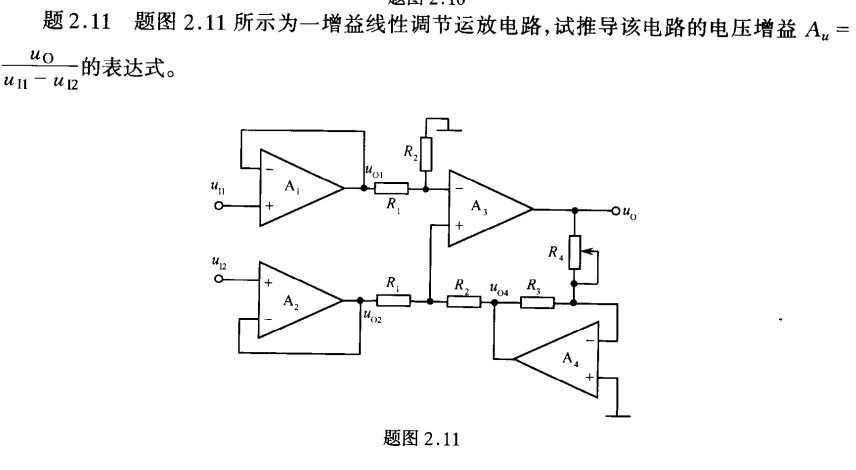 题图 2.10
题 2.11 题图 2.11 所示为一增益线性调节运放电路,试推导该电路的电压增益 A_u =
u_O
u_I1 - u_I2
的表达式。
R_2
u_O1
A_1
u_I1
R_1
A_3
u_O
R_4
u_I2
R_1
R_2
u_O4
R_3
A_2
u_O2
A_4
题图 2.11